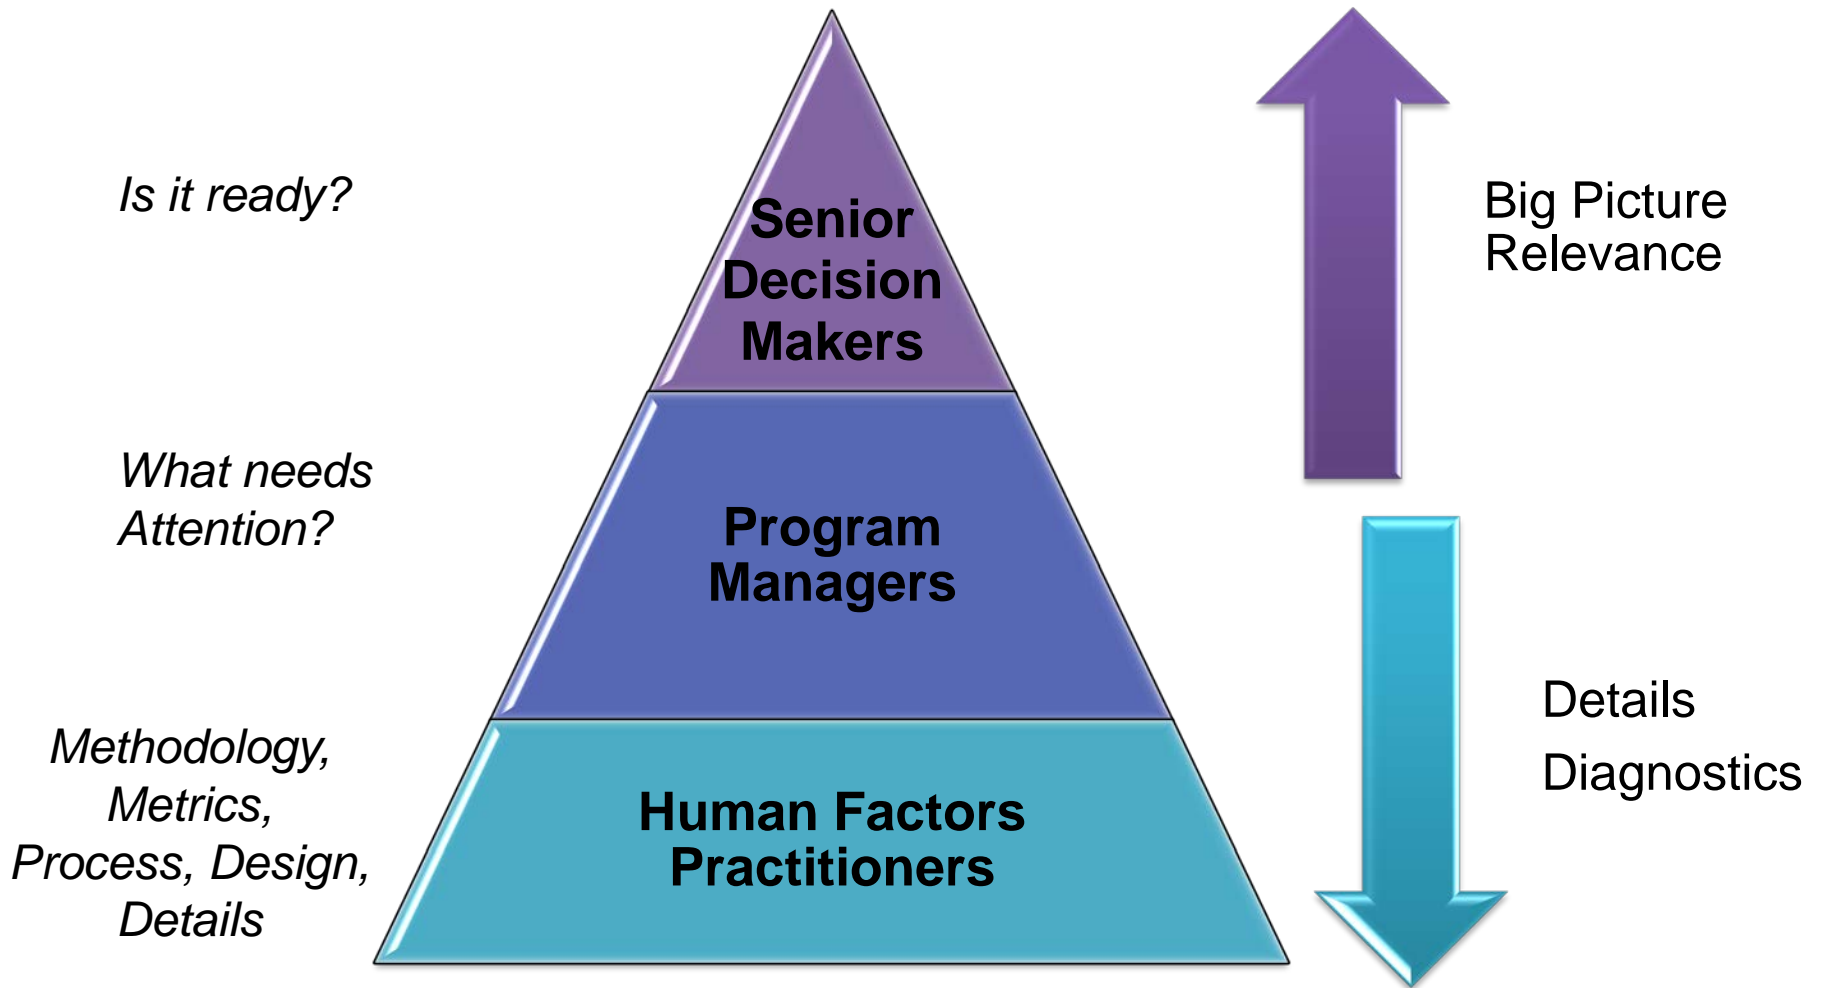 Is it ready?
Senior
Decision
Makers
Big Picture
Relevance
What needs
Attention?
Program
Managers
Methodology,
Metrics,
Process, Design,
Details
Human Factors
Practitioners
Details
Diagnostics